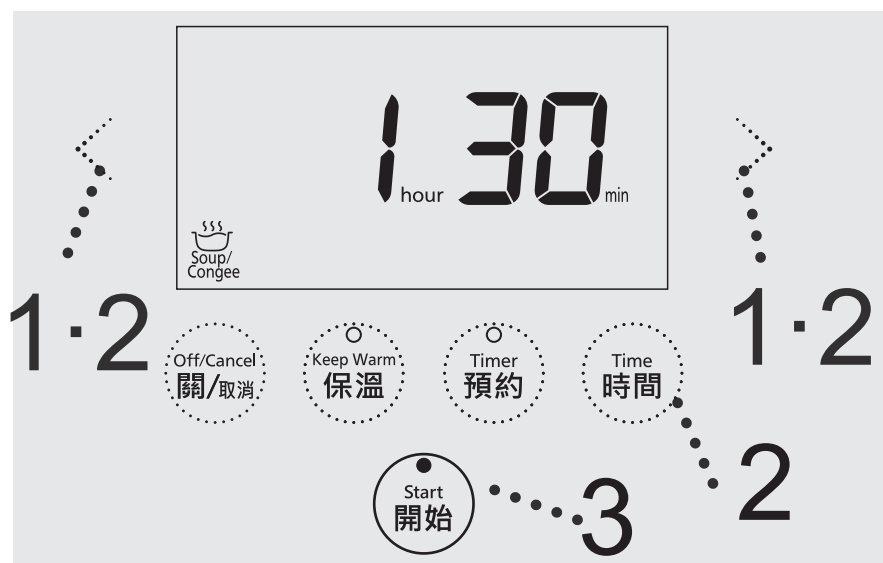 1 hour 30 min
Soup/
Congee
1·2
1·2
Off/Cancel
關/取消
Keep Warm
保溫
Timer
預約
Time
時間
2
Start
開始
3